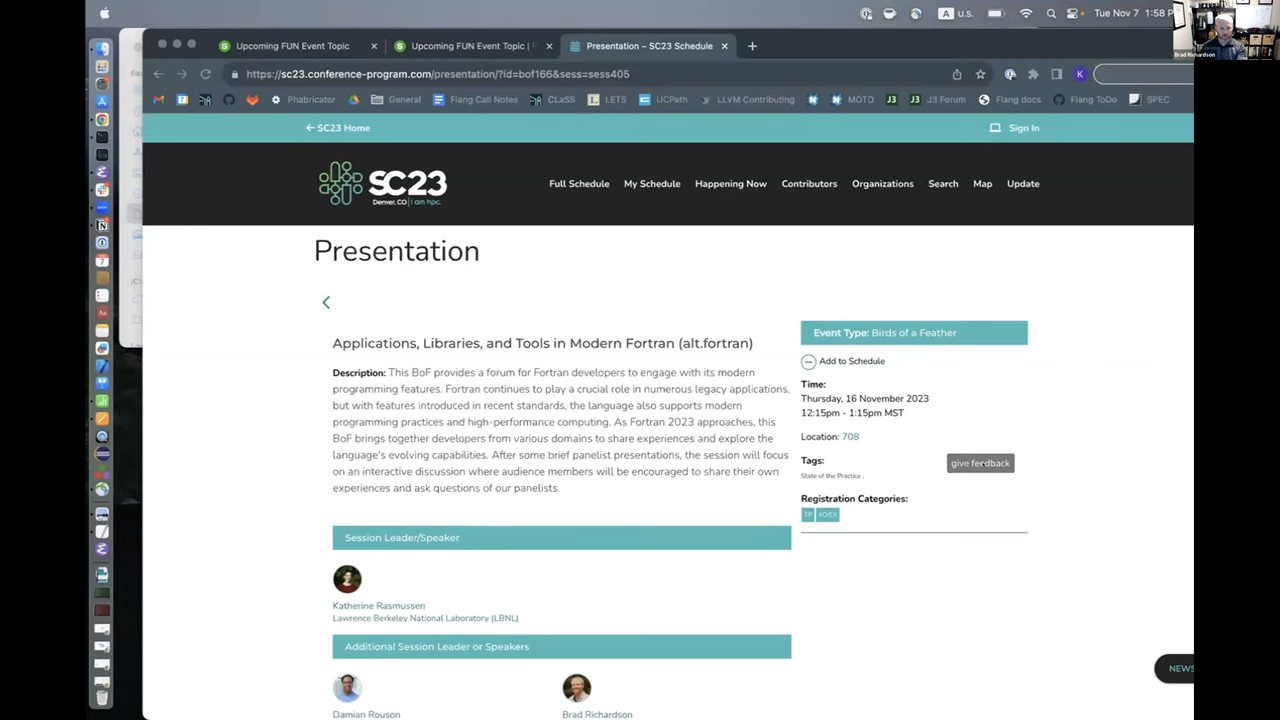 A U.S. Tue Nov 7 1:58 P
Brad Richardson
Upcoming FUN Event Topic
Upcoming FUN Event Topic |
Presentation – SC23 Schedule
https://sc23.conference-program.com/presentation/?id=bof166&sess=sess405
K
Phabricator
General
Flang Call Notes
CLaSS
LETS
UCPath
LLVM Contributing
MOTD
J3 J3 Forum
Flang docs
Flang ToDo
SPEC
← SC23 Home
Sign In
SC23
Denver, CO | i am hpc.
Full Schedule
My Schedule
Happening Now
Contributors
Organizations
Search
Map
Update
Presentation
Applications, Libraries, and Tools in Modern Fortran (alt.fortran)
Description: This BoF provides a forum for Fortran developers to engage with its modern
programming features. Fortran continues to play a crucial role in numerous legacy applications,
but with features introduced in recent standards, the language also supports modern
programming practices and high-performance computing. As Fortran 2023 approaches, this
BoF brings together developers from various domains to share experiences and explore the
language's evolving capabilities. After some brief panelist presentations, the session will focus
on an interactive discussion where audience members will be encouraged to share their own
experiences and ask questions of our panelists.
Event Type: Birds of a Feather
Add to Schedule
Time:
Thursday, 16 November 2023
12:15pm - 1:15pm MST
Location: 708
Tags:
State of the Practice ,
give feedback
Registration Categories:
TP XO/EX
Session Leader/Speaker
Katherine Rasmussen
Lawrence Berkeley National Laboratory (LBNL)
Additional Session Leader or Speakers
Damian Rouson
Brad Richardson
NEWS